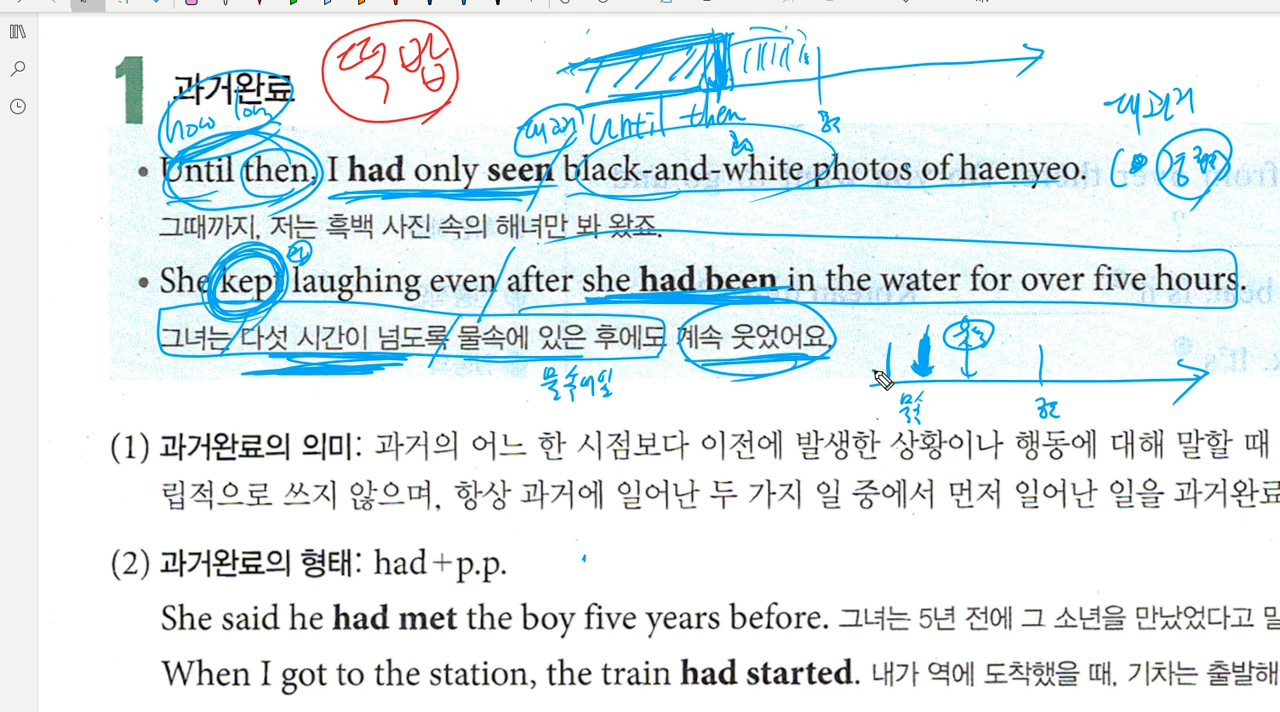 떡밥
1 과거완료
how long
until then
대과거
• Until then, I had only seen black-and-white photos of haenyeo.
그때까지, 저는 흑백 사진 속의 해녀만 봐 왔죠.
• She kept laughing even after she had been in the water for over five hours.
그녀는 다섯 시간이 넘도록 물속에 있은 후에도 계속 웃었어요.
(1) 과거완료의 의미: 과거의 어느 한 시점보다 이전에 발생한 상황이나 행동에 대해 말할 때
립적으로 쓰지 않으며, 항상 과거에 일어난 두 가지 일 중에서 먼저 일어난 일을 과거완료
(2) 과거완료의 형태: had+p.p.
She said he had met the boy five years before. 그녀는 5년 전에 그 소년을 만났었다고 말
When I got to the station, the train had started. 내가 역에 도착했을 때, 기차는 출발해